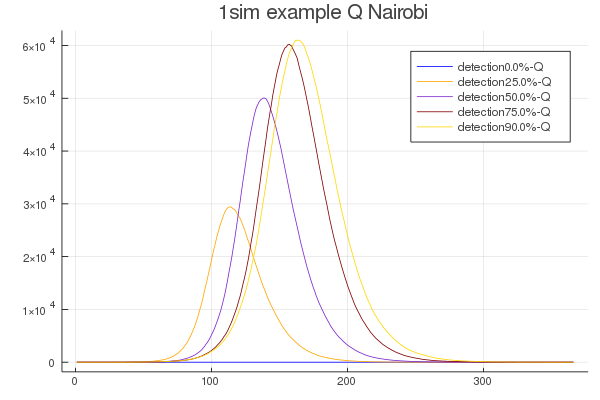 1sim example Q Nairobi
detection0.0%-Q
detection25.0%-Q
detection50.0%-Q
detection75.0%-Q
detection90.0%-Q
6×10 4
5×10 4
4×10 4
3×10 4
2×10 4
1×10 4
0
0 100 200 300